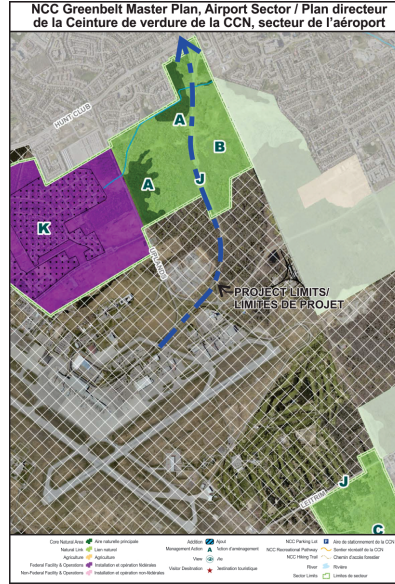 NCC Greenbelt Master Plan, Airport Sector / Plan directeur
de la Ceinture de verdure de la CCN, secteur de l'aéroport
HUNT CLUB
A
B
A
J
K
UPLANDS
PROJECT LIMITS/
LIMITES DE PROJET
LEITRIM
J
C
Core Natural Area Aire naturelle principale
Natural Link Lien naturel
Agriculture Agriculture
Federal Facility & Operations Installation et opération fédérales
Non-Federal Facility & Operations Installation et opération non-fédérales
Addition Ajout
Management Action A Action d'aménagement
View Vue
Visitor Destination Destination touristique
NCC Parking Lot P Aire de stationnement de la CCN
NCC Recreational Pathway Sentier récréatif de la CCN
NCC Hiking Trail Chemin d'accès forestier
River Rivière
Sector Limits Limites de secteur